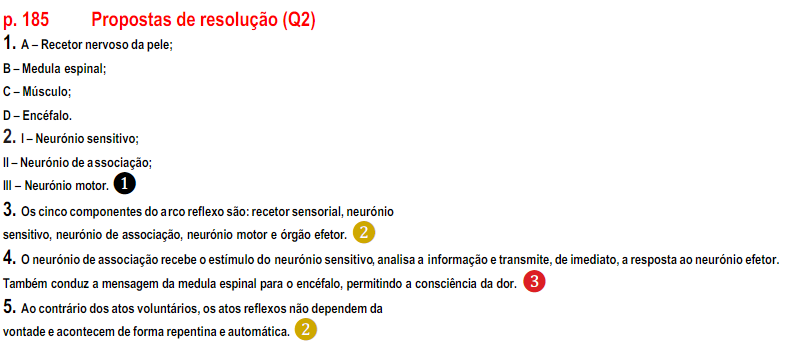 p. 185 Propostas de resolução (Q2)
1. A – Recetor nervoso da pele;
B – Medula espinal;
C – Músculo;
D – Encéfalo.
2. I – Neurónio sensitivo;
II – Neurónio de associação;
III – Neurónio motor. 1
3. Os cinco componentes do arco reflexo são: recetor sensorial, neurónio
sensitivo, neurónio de associação, neurónio motor e órgão efetor. 2
4. O neurónio de associação recebe o estímulo do neurónio sensitivo, analisa a informação e transmite, de imediato, a resposta ao neurónio efetor.
Também conduz a mensagem da medula espinal para o encéfalo, permitindo a consciência da dor. 3
5. Ao contrário dos atos voluntários, os atos reflexos não dependem da
vontade e acontecem de forma repentina e automática. 2